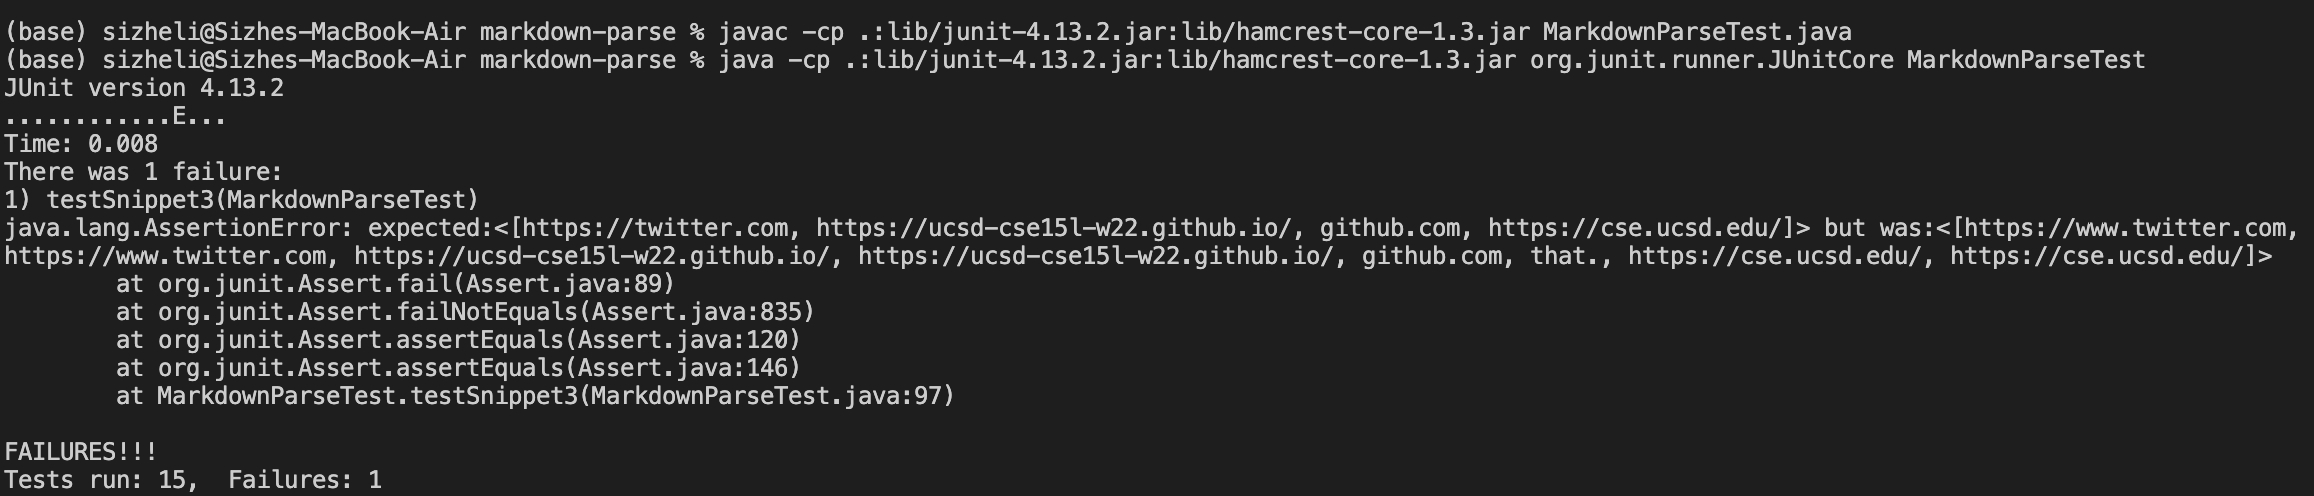 (base) sizheli@Sizhes-MacBook-Air markdown-parse % javac -cp .:lib/junit-4.13.2.jar:lib/hamcrest-core-1.3.jar MarkdownParseTest.java
(base) sizheli@Sizhes-MacBook-Air markdown-parse % java -cp .:lib/junit-4.13.2.jar:lib/hamcrest-core-1.3.jar org.junit.runner.JUnitCore MarkdownParseTest
JUnit version 4.13.2
............E...
Time: 0.008
There was 1 failure:
1) testSnippet3(MarkdownParseTest)
java.lang.AssertionError: expected:<[https://twitter.com, https://ucsd-cse15l-w22.github.io/, github.com, https://cse.ucsd.edu/]> but was:<[https://www.twitter.com,
https://www.twitter.com, https://ucsd-cse15l-w22.github.io/, https://ucsd-cse15l-w22.github.io/, github.com, that., https://cse.ucsd.edu/, https://cse.ucsd.edu/]>
        at org.junit.Assert.fail(Assert.java:89)
        at org.junit.Assert.failNotEquals(Assert.java:835)
        at org.junit.Assert.assertEquals(Assert.java:120)
        at org.junit.Assert.assertEquals(Assert.java:146)
        at MarkdownParseTest.testSnippet3(MarkdownParseTest.java:97)
FAILURES!!!
Tests run: 15,  Failures: 1